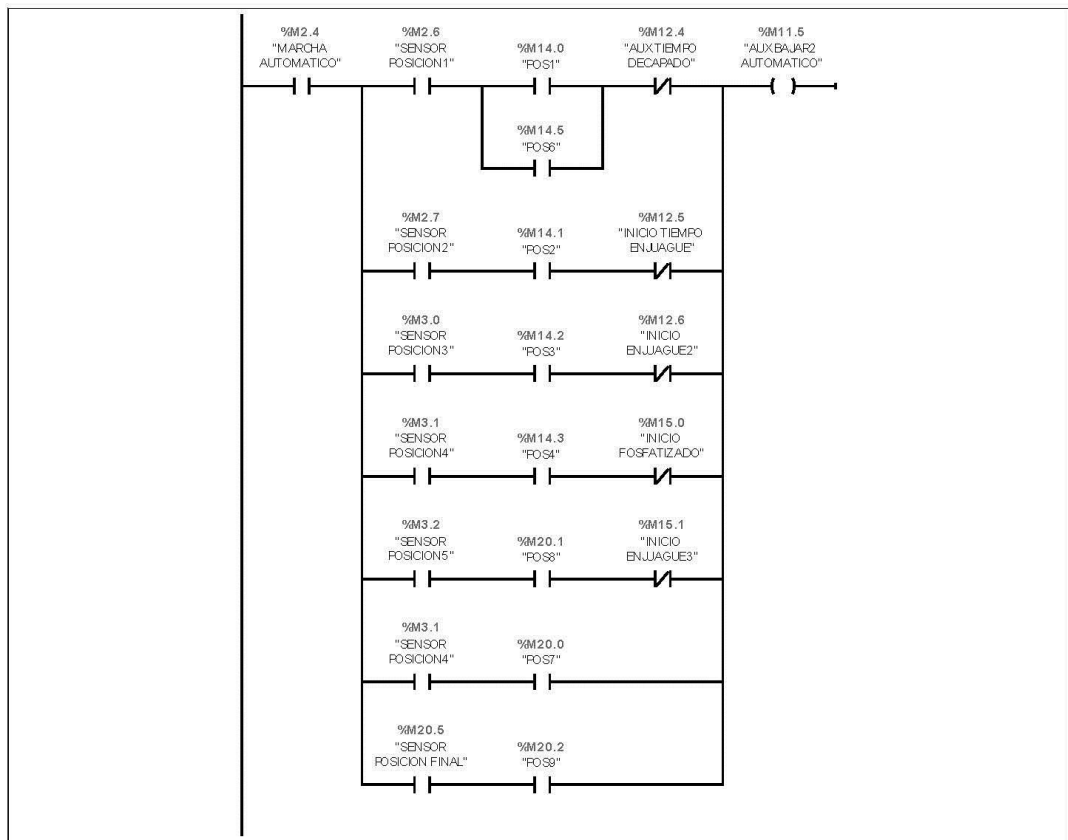 %M2.4
"MARCHA
AUTOMATICO"
%M2.6
"SENSOR
POSICION1"
%M14.0
"POS1"
%M12.4
"AUX TIEMPO
DECAPADO"
%M11.5
"AUX BAJAR2
AUTOMATICO"
%M14.5
"POS6"
%M2.7
"SENSOR
POSICION2"
%M14.1
"POS2"
%M12.5
"INICIO TIEMPO
ENJUAGUE"
%M3.0
"SENSOR
POSICION3"
%M14.2
"POS3"
%M12.6
"INICIO
ENJUAGUE2"
%M3.1
"SENSOR
POSICION4"
%M14.3
"POS4"
%M15.0
"INICIO
FOSFATIZADO"
%M3.2
"SENSOR
POSICION5"
%M20.1
"POS8"
%M15.1
"INICIO
ENJUAGUE3"
%M3.1
"SENSOR
POSICION4"
%M20.0
"POS7"
%M20.5
"SENSOR
POSICION FINAL"
%M20.2
"POS9"